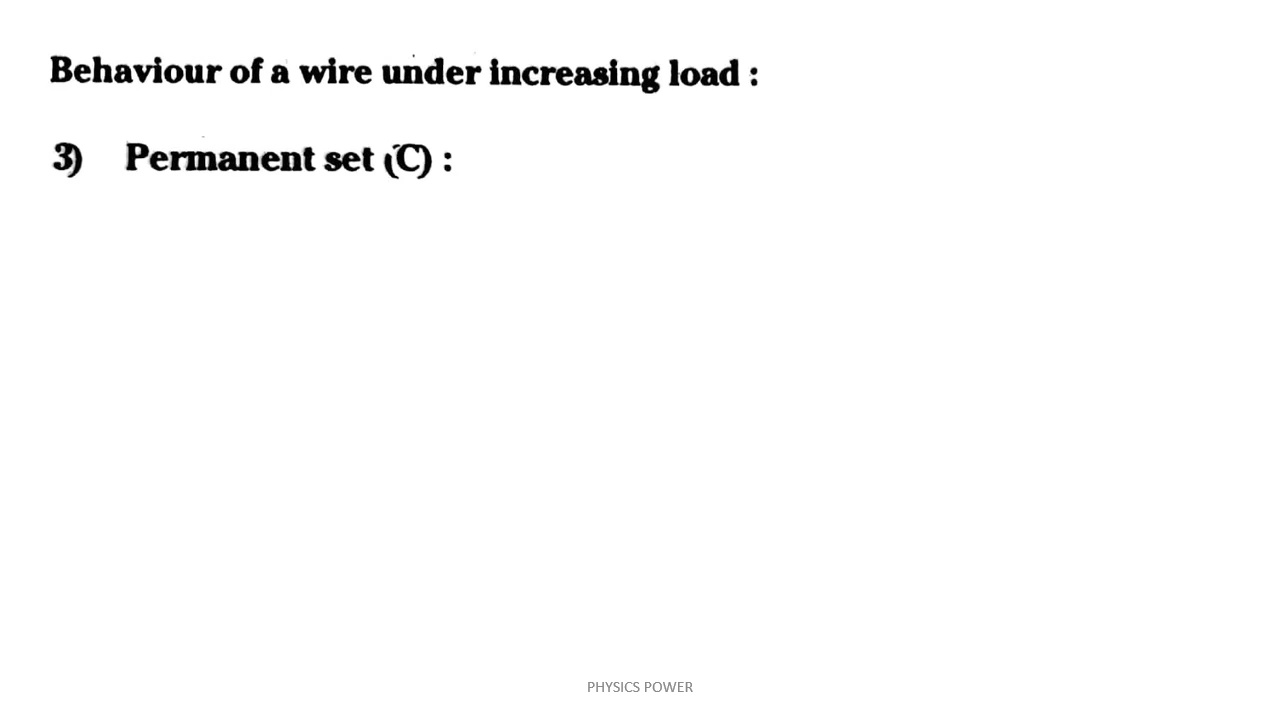 Behaviour of a wire under increasing load :
3) Permanent set (C) :
PHYSICS POWER